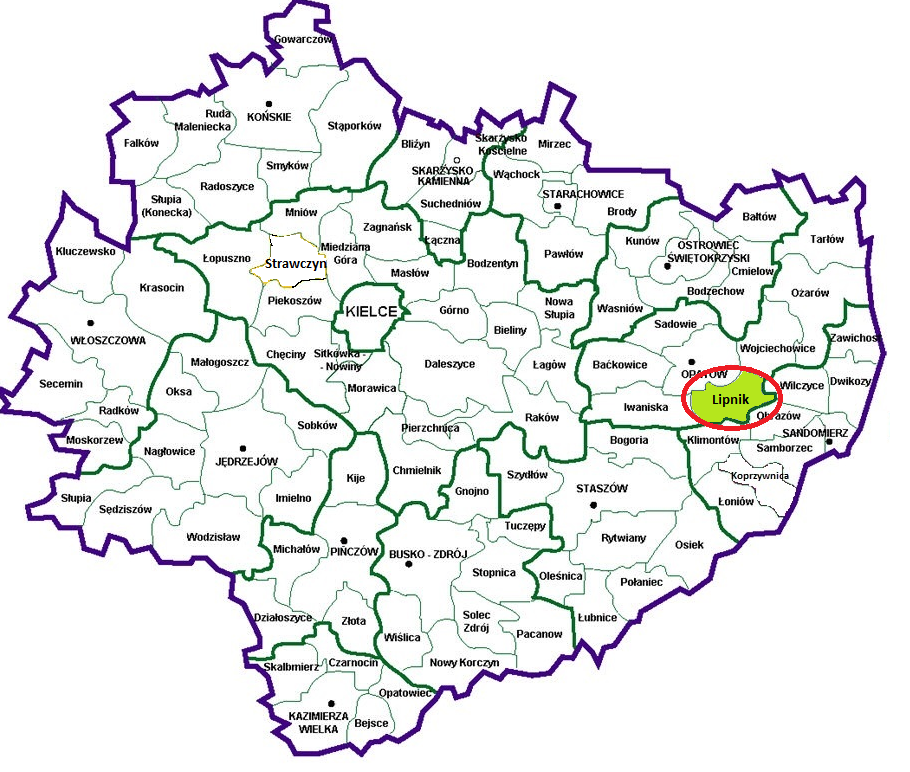 Gowarczów
Ruda
Maleniecka
KOŃSKIE
Stąporków
Falków
Smyków
Radoszyce
Słupia
(Konecka)
Bliżyn
Skarżysko
Kościelne
Mirzec
SKARŻYSKO
KAMIENNA
Wąchock
STARACHOWICE
Suchedniów
Mniów
Zagnańsk
Łączna
Brody
Bałtów
Kluczewsko
Łopuszno
Strawczyn
Miedziana
Góra
Masłów
Bodzentyn
Pawłów
Kunów
OSTROWIEC
ŚWIĘTOKRZYSKI
Cmielow
Tarłów
Krasocin
Piekoszów
KIELCE
Górno
Nowa
Słupia
Bodzechow
Ożarów
Wasniów
WŁOSZCZOWA
Bieliny
Sadowie
Zawichost
Małogoszcz
Chęciny
Sitkówka -
- Nowiny
Daleszyce
Łagów
Baćkowice
OPATÓW
Wojciechowice
Secemin
Oksa
Morawica
Wilczyce
Dwikozy
Radków
Iwaniska
Lipnik
Obrazów
Sobków
Pierzchnica
Raków
Moskorzew
Nagłowice
JĘDRZEJÓW
Bogoria
Klimontów
SANDOMIERZ
Samborzec
Kije
Chmielnik
Szydłów
Koprzywnica
Słupia
Sędziszów
Imielno
Gnojno
STASZÓW
Łoniów
Wodzisław
Tuczępy
Michałów
PIŃCZÓW
BUSKO - ZDRÓJ
Rytwiany
Osiek
Stopnica
Oleśnica
Połaniec
Działoszyce
Złota
Wiślica
Solec
Zdrój
Pacanow
Łubnice
Skalbmierz
Czarnocin
Nowy Korczyn
Opatowiec
KAZIMIERZA
WIELKA
Bejsce